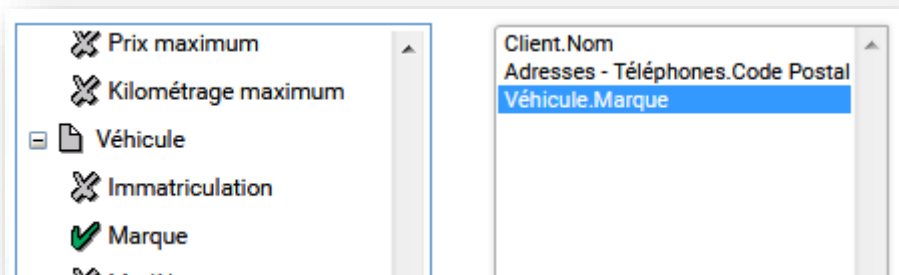 Prix maximum
Kilométrage maximum
Véhicule
Immatriculation
Marque
Client.Nom
Adresses - Téléphones.Code Postal
Véhicule.Marque